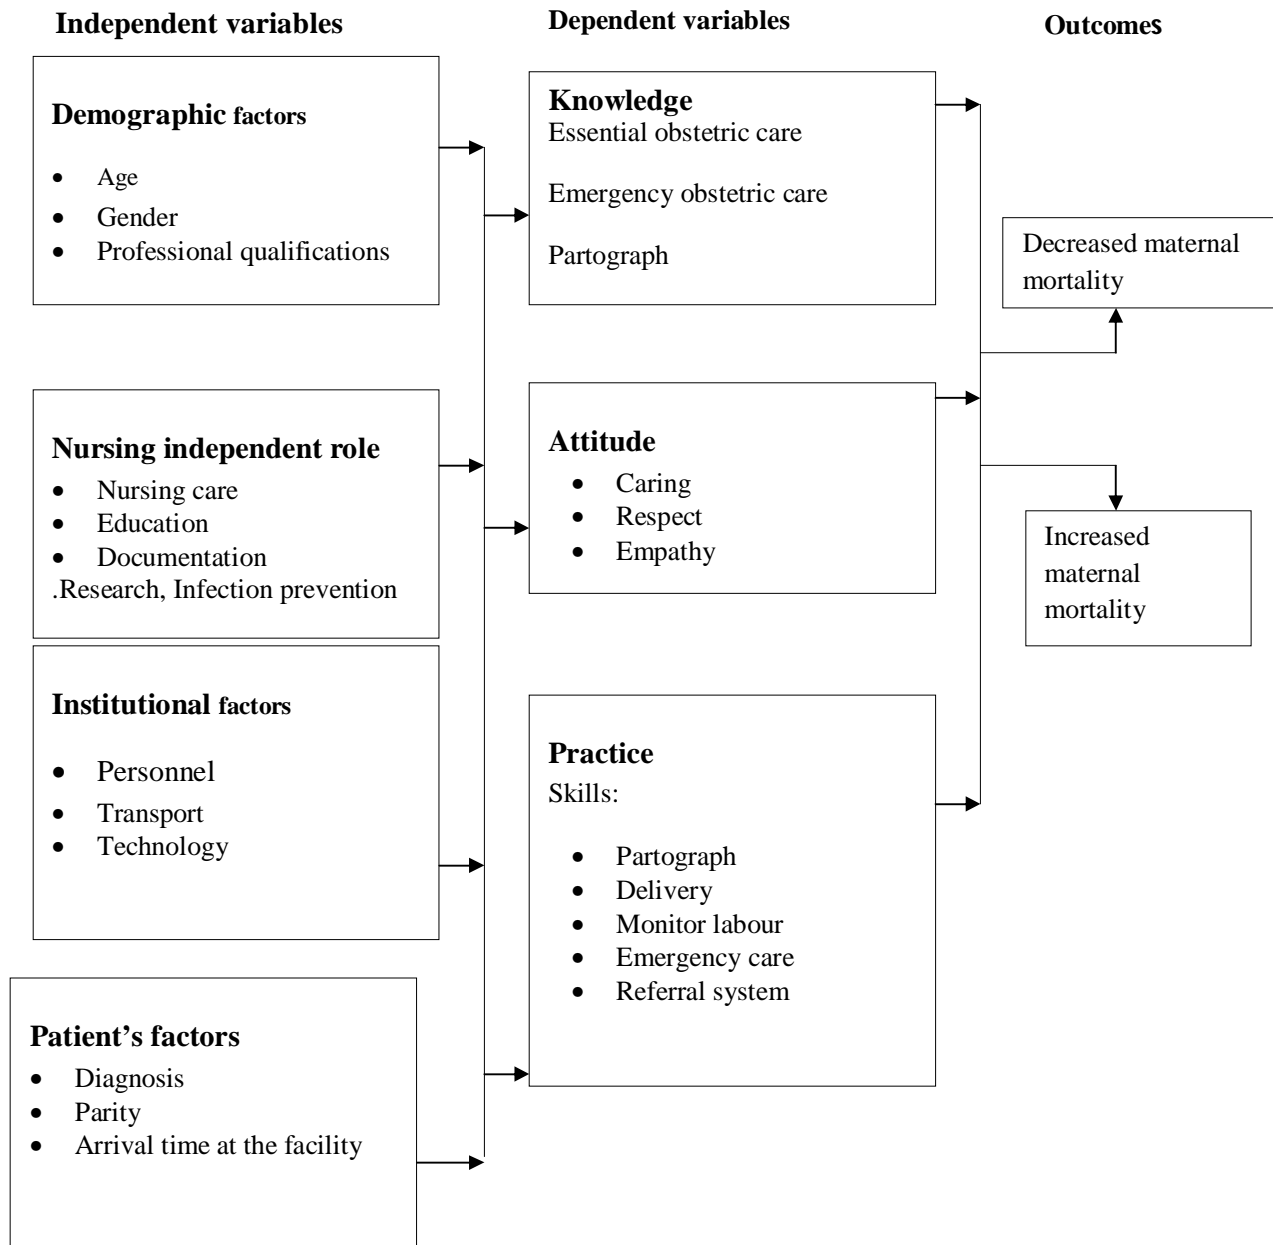 Independent variables
Dependent variables
Outcomes
Demographic factors
• Age
• Gender
• Professional qualifications
Nursing independent role
• Nursing care
• Education
• Documentation
.Research, Infection prevention
Institutional factors
• Personnel
• Transport
• Technology
Patient’s factors
• Diagnosis
• Parity
• Arrival time at the facility
Knowledge
Essential obstetric care
Emergency obstetric care
Partograph
Attitude
• Caring
• Respect
• Empathy
Practice
Skills:
• Partograph
• Delivery
• Monitor labour
• Emergency care
• Referral system
Decreased maternal
mortality
Increased
maternal
mortality